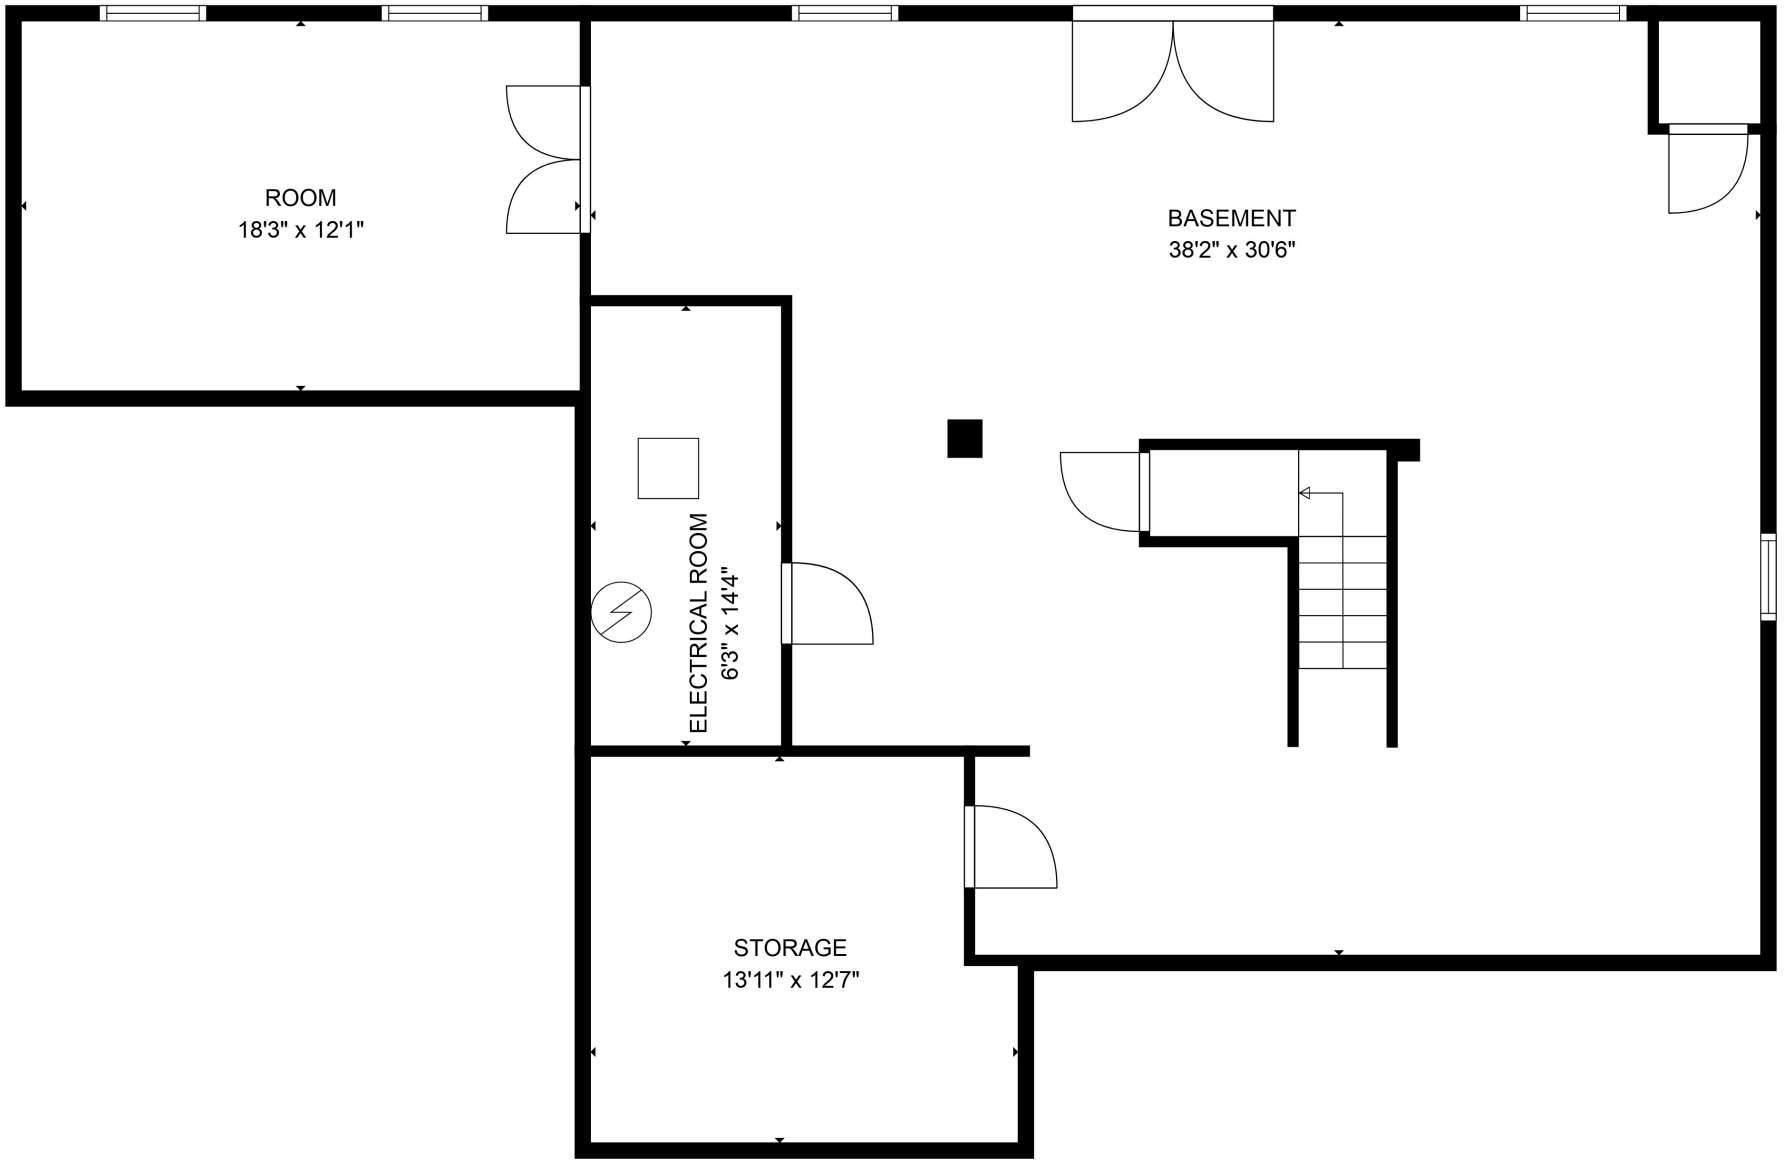 ROOM
18'3" x 12'1"
BASEMENT
38'2" x 30'6"
ELECTRICAL ROOM
6'3" x 14'4"
STORAGE
13'11" x 12'7"